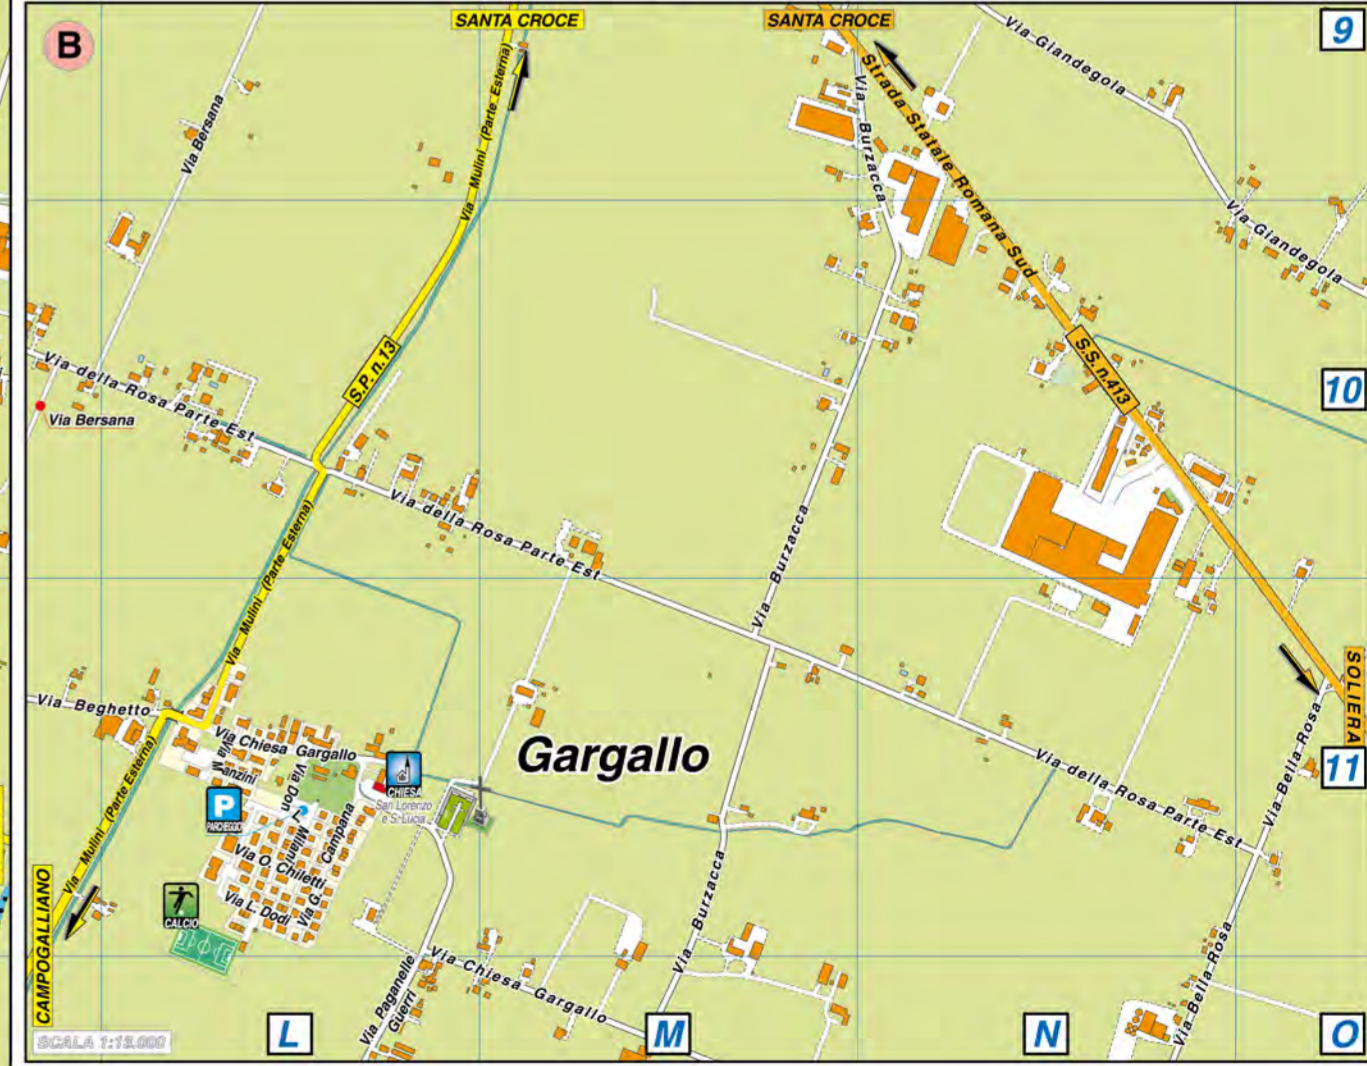 B
SANTA CROCE
SANTA CROCE
9
Via Giandegola
Via Bersana
Via Mulini (Parte Esterna)
Via Burzacca
Strada Statale Romana Sud
Via Giandegola
S.P. n.13
S.S. n.413
10
Via della Rosa Parte Est
Via Bersana
Via della Rosa Parte Est
Via Mulini (Parte Esterna)
Via Burzacca
SOLIERA
Via Beghetto
Via Chiesa Gargallo
Gargallo
11
Via Manzini
Via Don L. Milani
CHIESA
San Lorenzo
e S. Lucia
P
PARCHEGGIO
Via G. Campana
Via O. Chiletti
Via L. Dodi
CALCIO
Via Mulini (Parte Esterna)
CAMPOGALLIANO
Via della Rosa Parte Est
Via Bella Rosa
Via Burzacca
Via Bella Rosa
Via Chiesa Gargallo
Via Paganelle
Guerri
SCALA 1:13.000
L
M
N
O